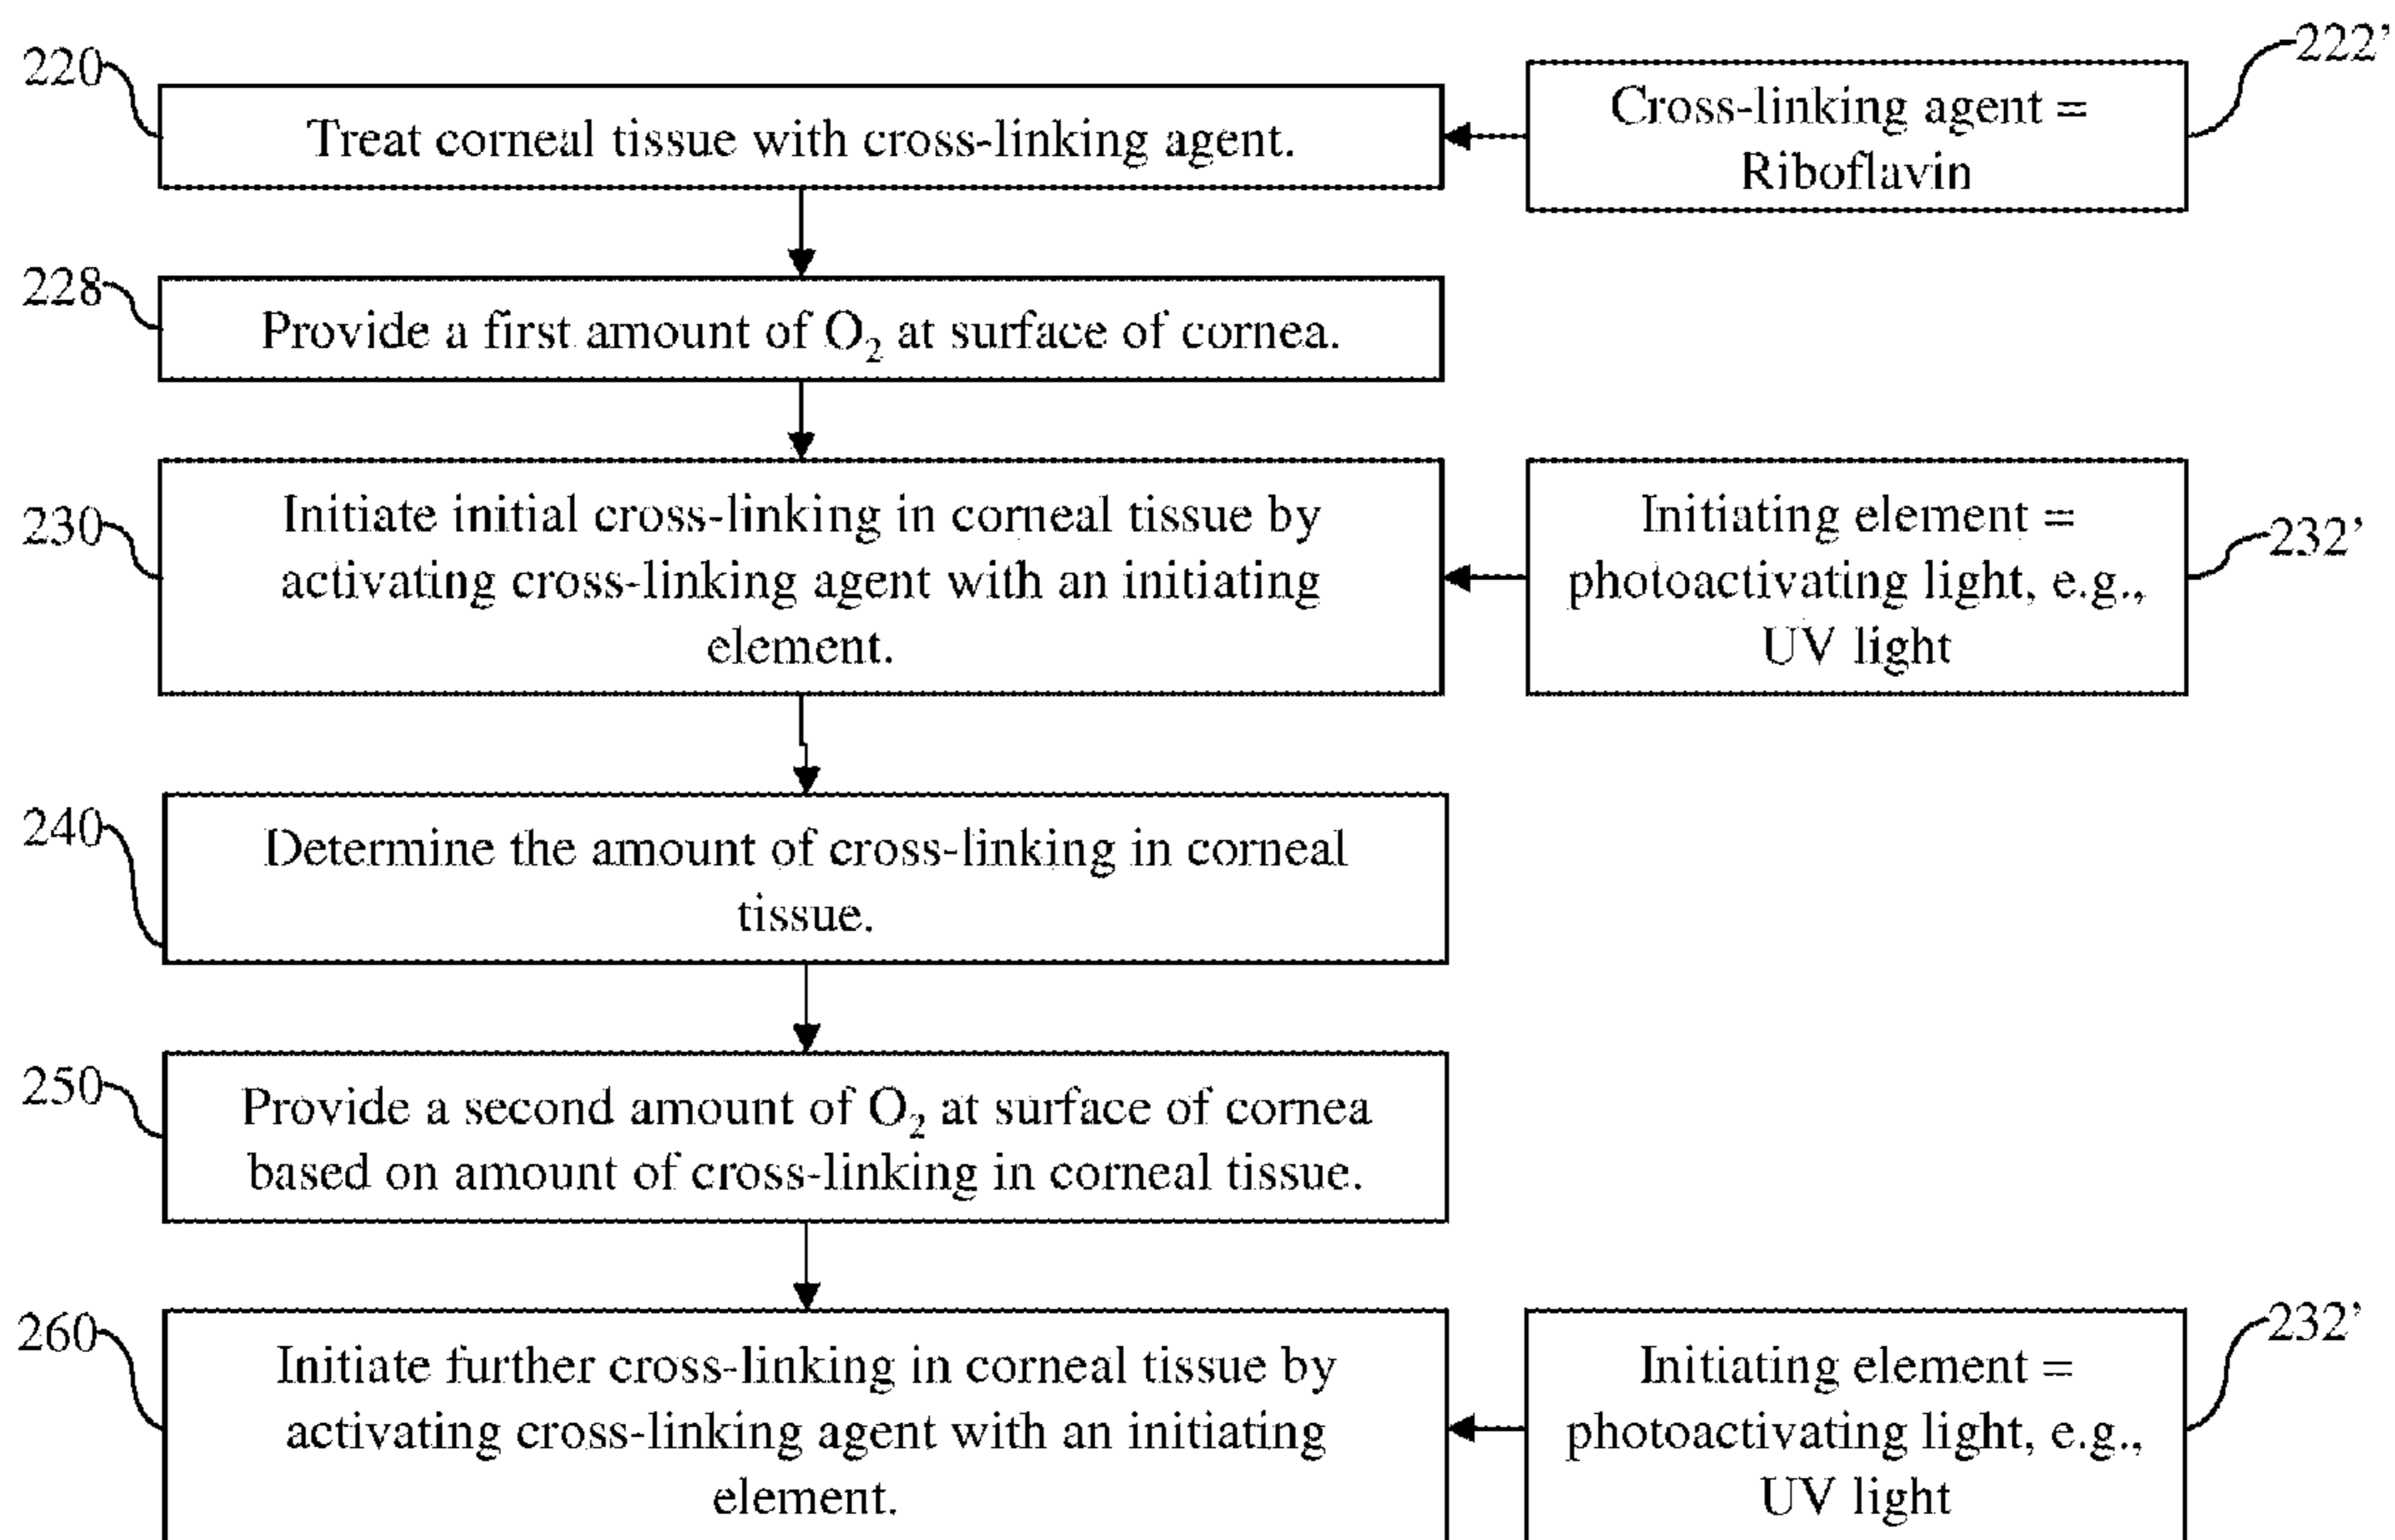 220
Treat corneal tissue with cross-linking agent.
Cross-linking agent =
Riboflavin
222’
228
Provide a first amount of O₂ at surface of cornea.
230
Initiate initial cross-linking in corneal tissue by
activating cross-linking agent with an initiating
element.
Initiating element =
photoactivating light, e.g.,
UV light
232’
240
Determine the amount of cross-linking in corneal
tissue.
250
Provide a second amount of O₂ at surface of cornea
based on amount of cross-linking in corneal tissue.
260
Initiate further cross-linking in corneal tissue by
activating cross-linking agent with an initiating
element.
Initiating element =
photoactivating light, e.g.,
UV light
232’